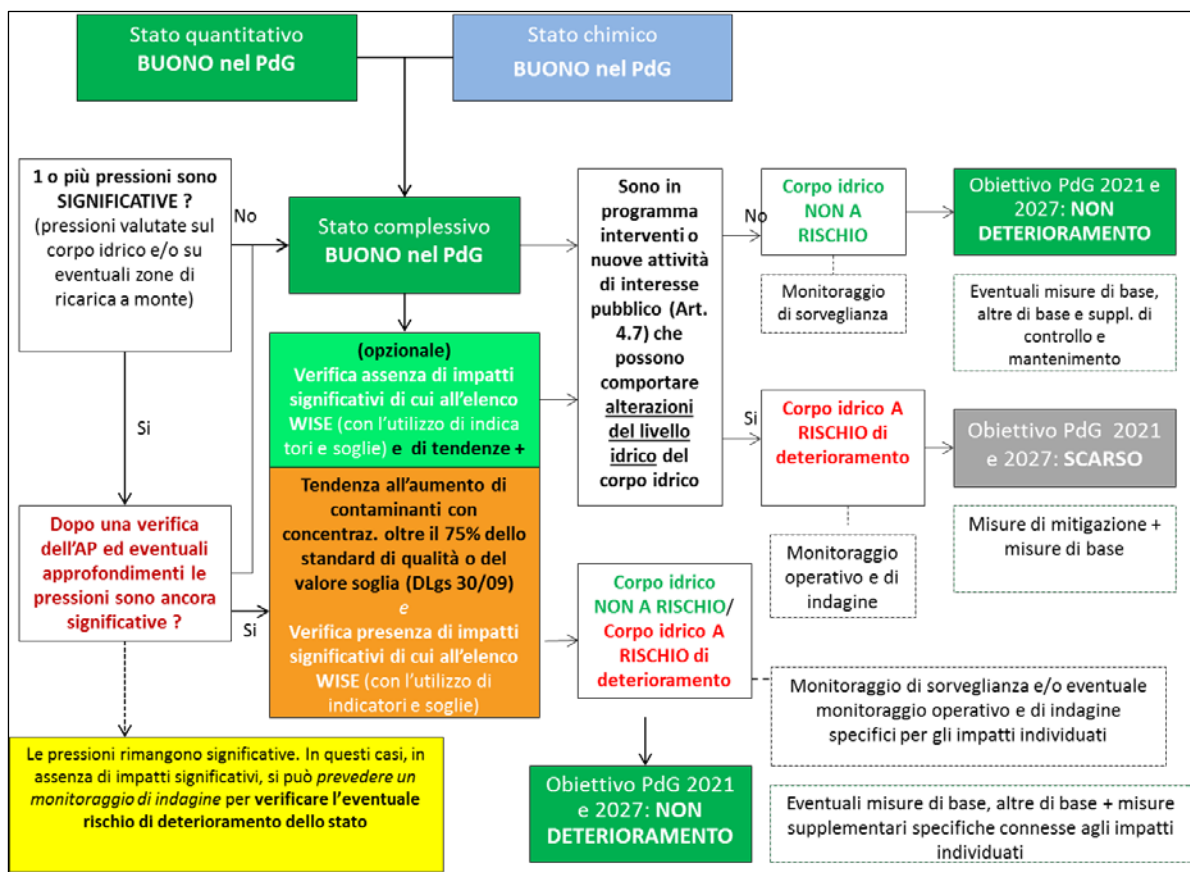 Stato quantitativo
BUONO nel PdG
Stato chimico
BUONO nel PdG
1 o più pressioni sono
SIGNIFICATIVE ?
(pressioni valutate sul
corpo idrico e/o su
eventuali zone di
ricarica a monte)
No
Stato complessivo
BUONO nel PdG
Sono in
programma
interventi o
nuove attività
di interesse
pubblico (Art.
4.7) che
possono
comportare
alterazioni
del livello
idrico del
corpo idrico
No
Corpo idrico
NON A
RISCHIO
Obiettivo PdG 2021 e
2027: NON
DETERIORAMENTO
Monitoraggio
di sorveglianza
Eventuali misure di base,
altre di base e suppl. di
controllo e
mantenimento
(opzionale)
Verifica assenza di impatti
significativi di cui all'elenco
WISE (con l'utilizzo di indica
tori e soglie) e di tendenze +
Si
Si
Corpo idrico A
RISCHIO di
deterioramento
Obiettivo PdG 2021
e 2027: SCARSO
Monitoraggio
operativo e di
indagine
Misure di mitigazione +
misure di base
Dopo una verifica
dell'AP ed eventuali
approfondimenti le
pressioni sono ancora
significative ?
Si
Tendenza all'aumento di
contaminanti con
concentraz. oltre il 75% dello
standard di qualità o del
valore soglia (DLgs 30/09)
e
Verifica presenza di impatti
significativi di cui all'elenco
WISE (con l'utilizzo di
indicatori e soglie)
Corpo idrico
NON A RISCHIO/
Corpo idrico A
RISCHIO di
deterioramento
Monitoraggio di sorveglianza e/o eventuale
monitoraggio operativo e di indagine
specifici per gli impatti individuati
Le pressioni rimangono significative. In questi casi, in
assenza di impatti significativi, si può prevedere un
monitoraggio di indagine per verificare l'eventuale
rischio di deterioramento dello stato
Obiettivo PdG 2021
e 2027: NON
DETERIORAMENTO
Eventuali misure di base, altre di base + misure
supplementari specifiche connesse agli impatti
individuati